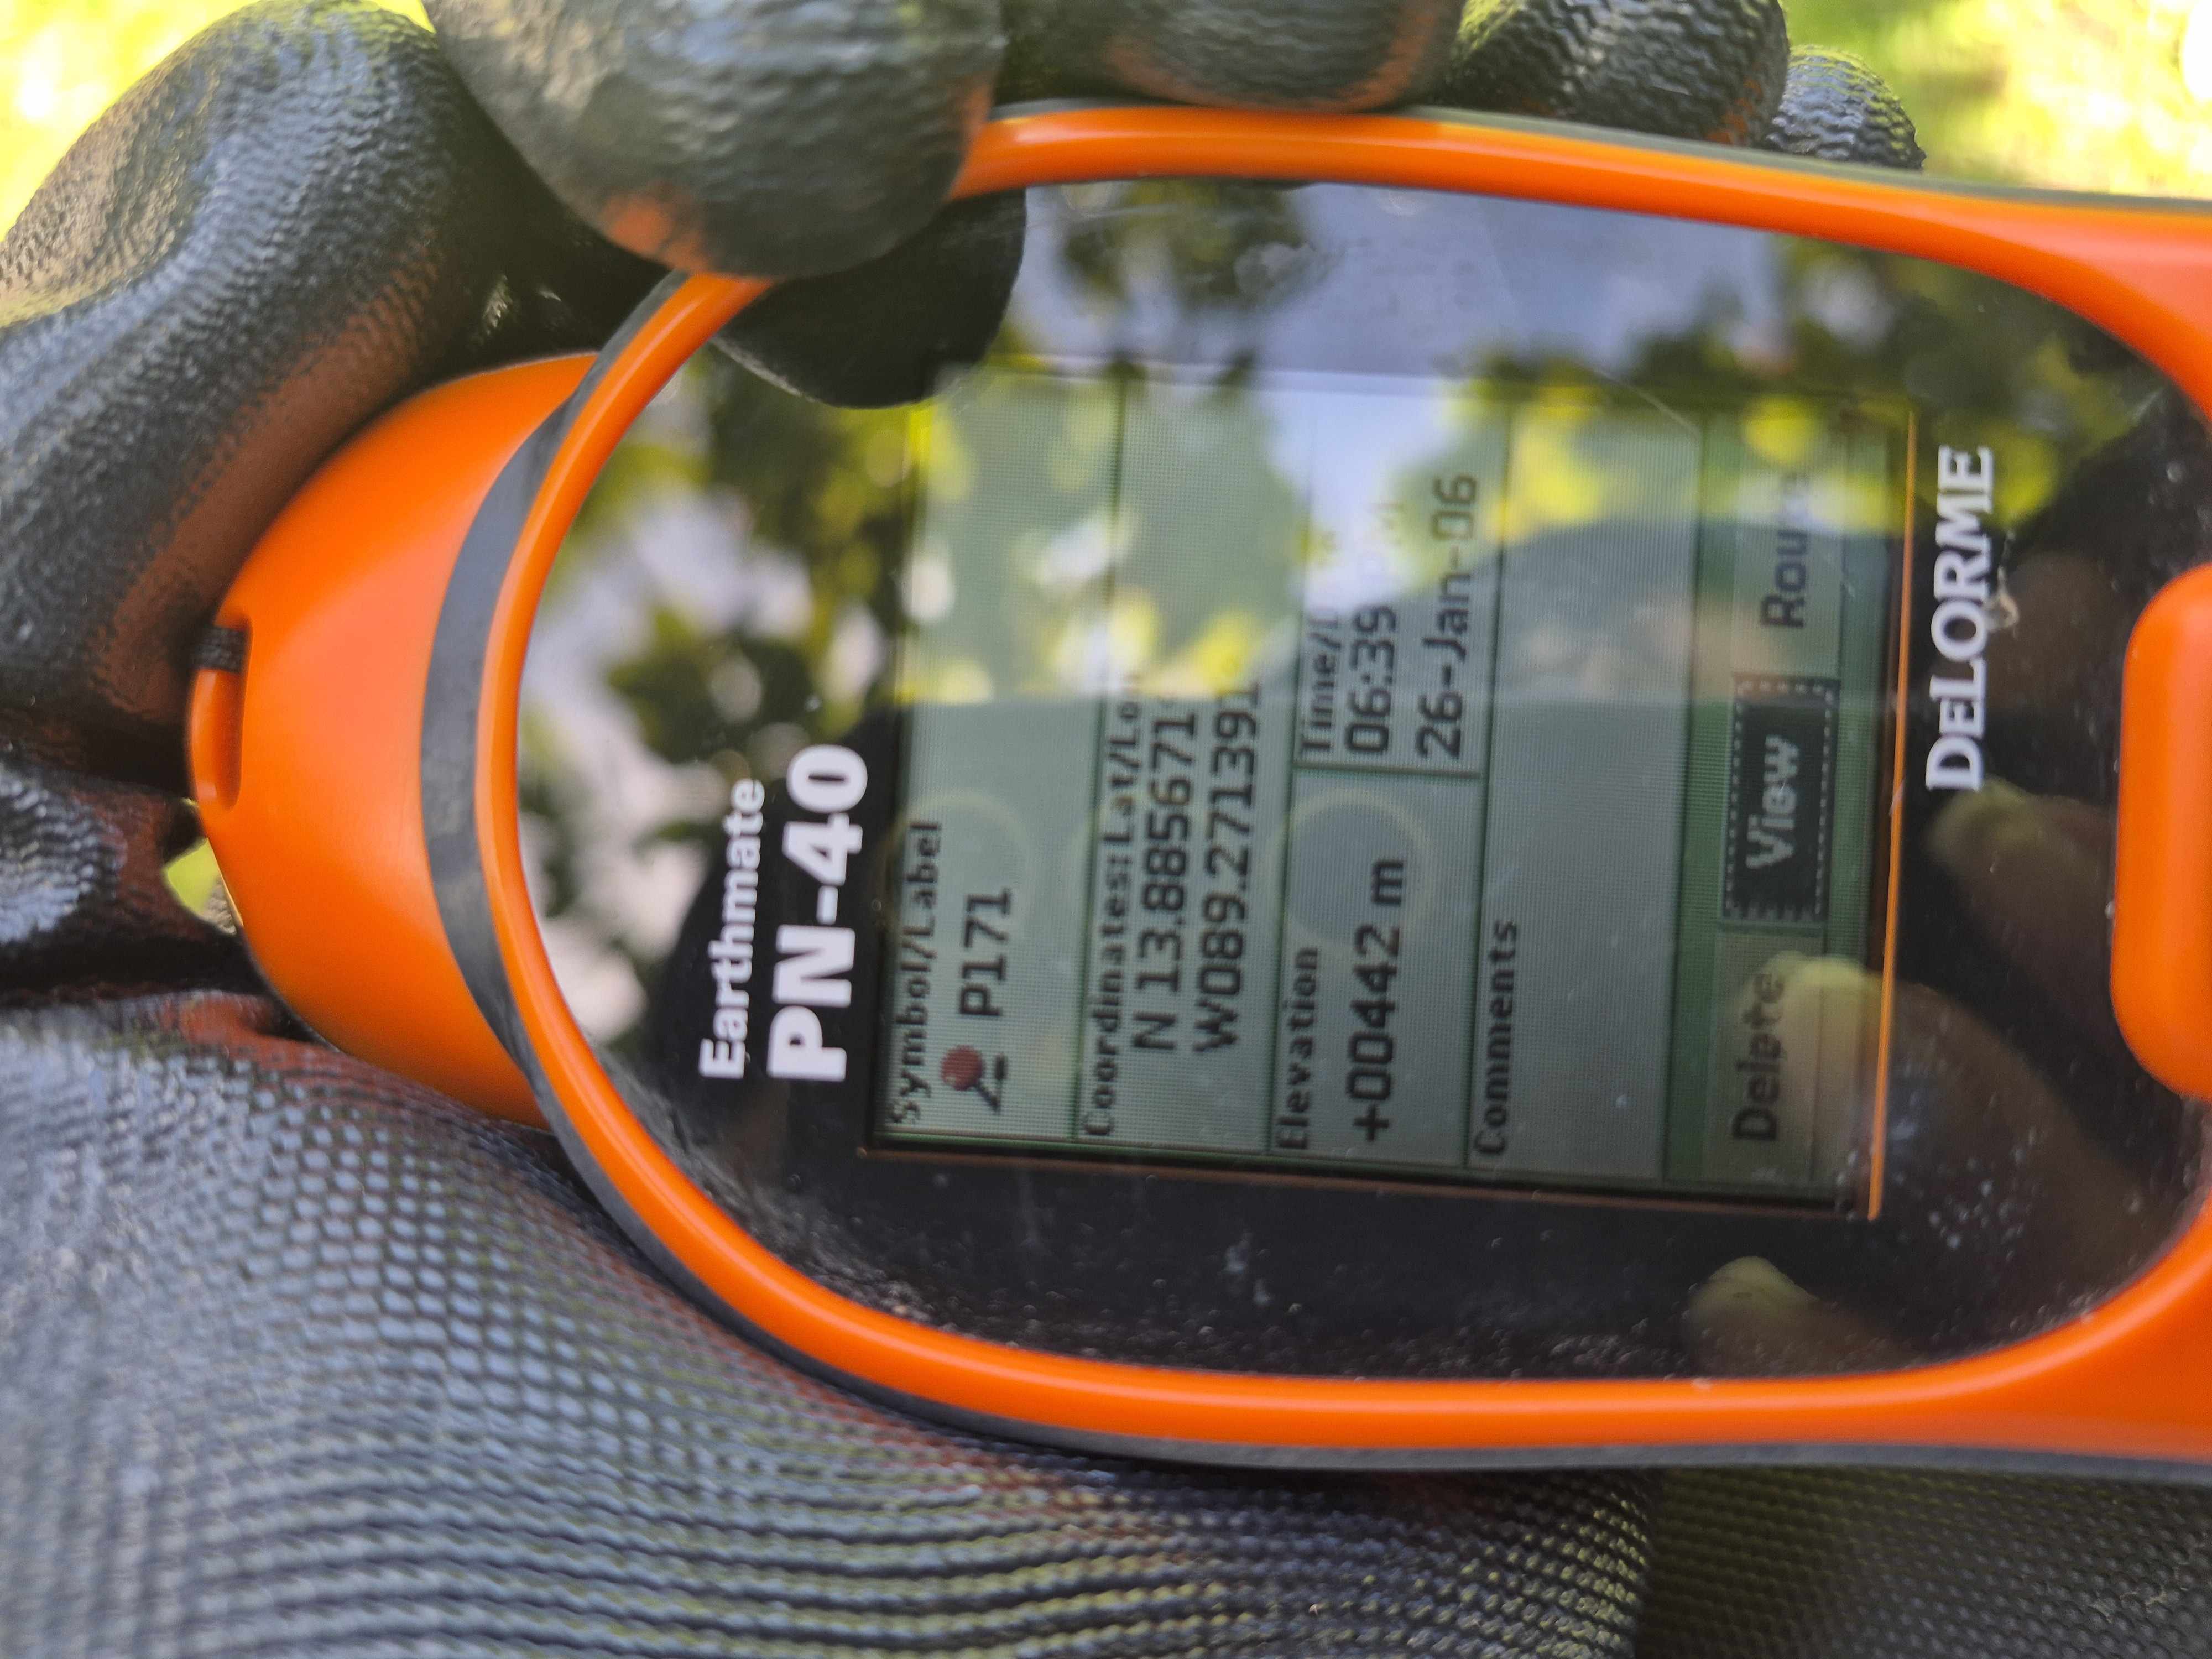 Earthmate
PN-40
Symbol/Label
P171
Coordinates:Lat/Lo
N 13.885671°
W089.271391
Elevation
+00442 m
Time/
06:39
26-Jan-06
Comments
Delete
View
DELORME